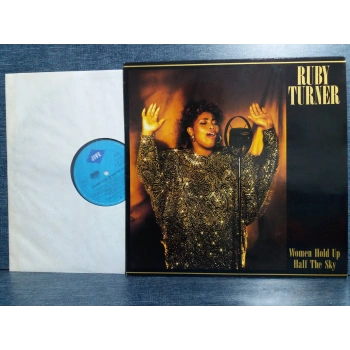 RUBY
TURNER
Women Hold Up
Half The Sky